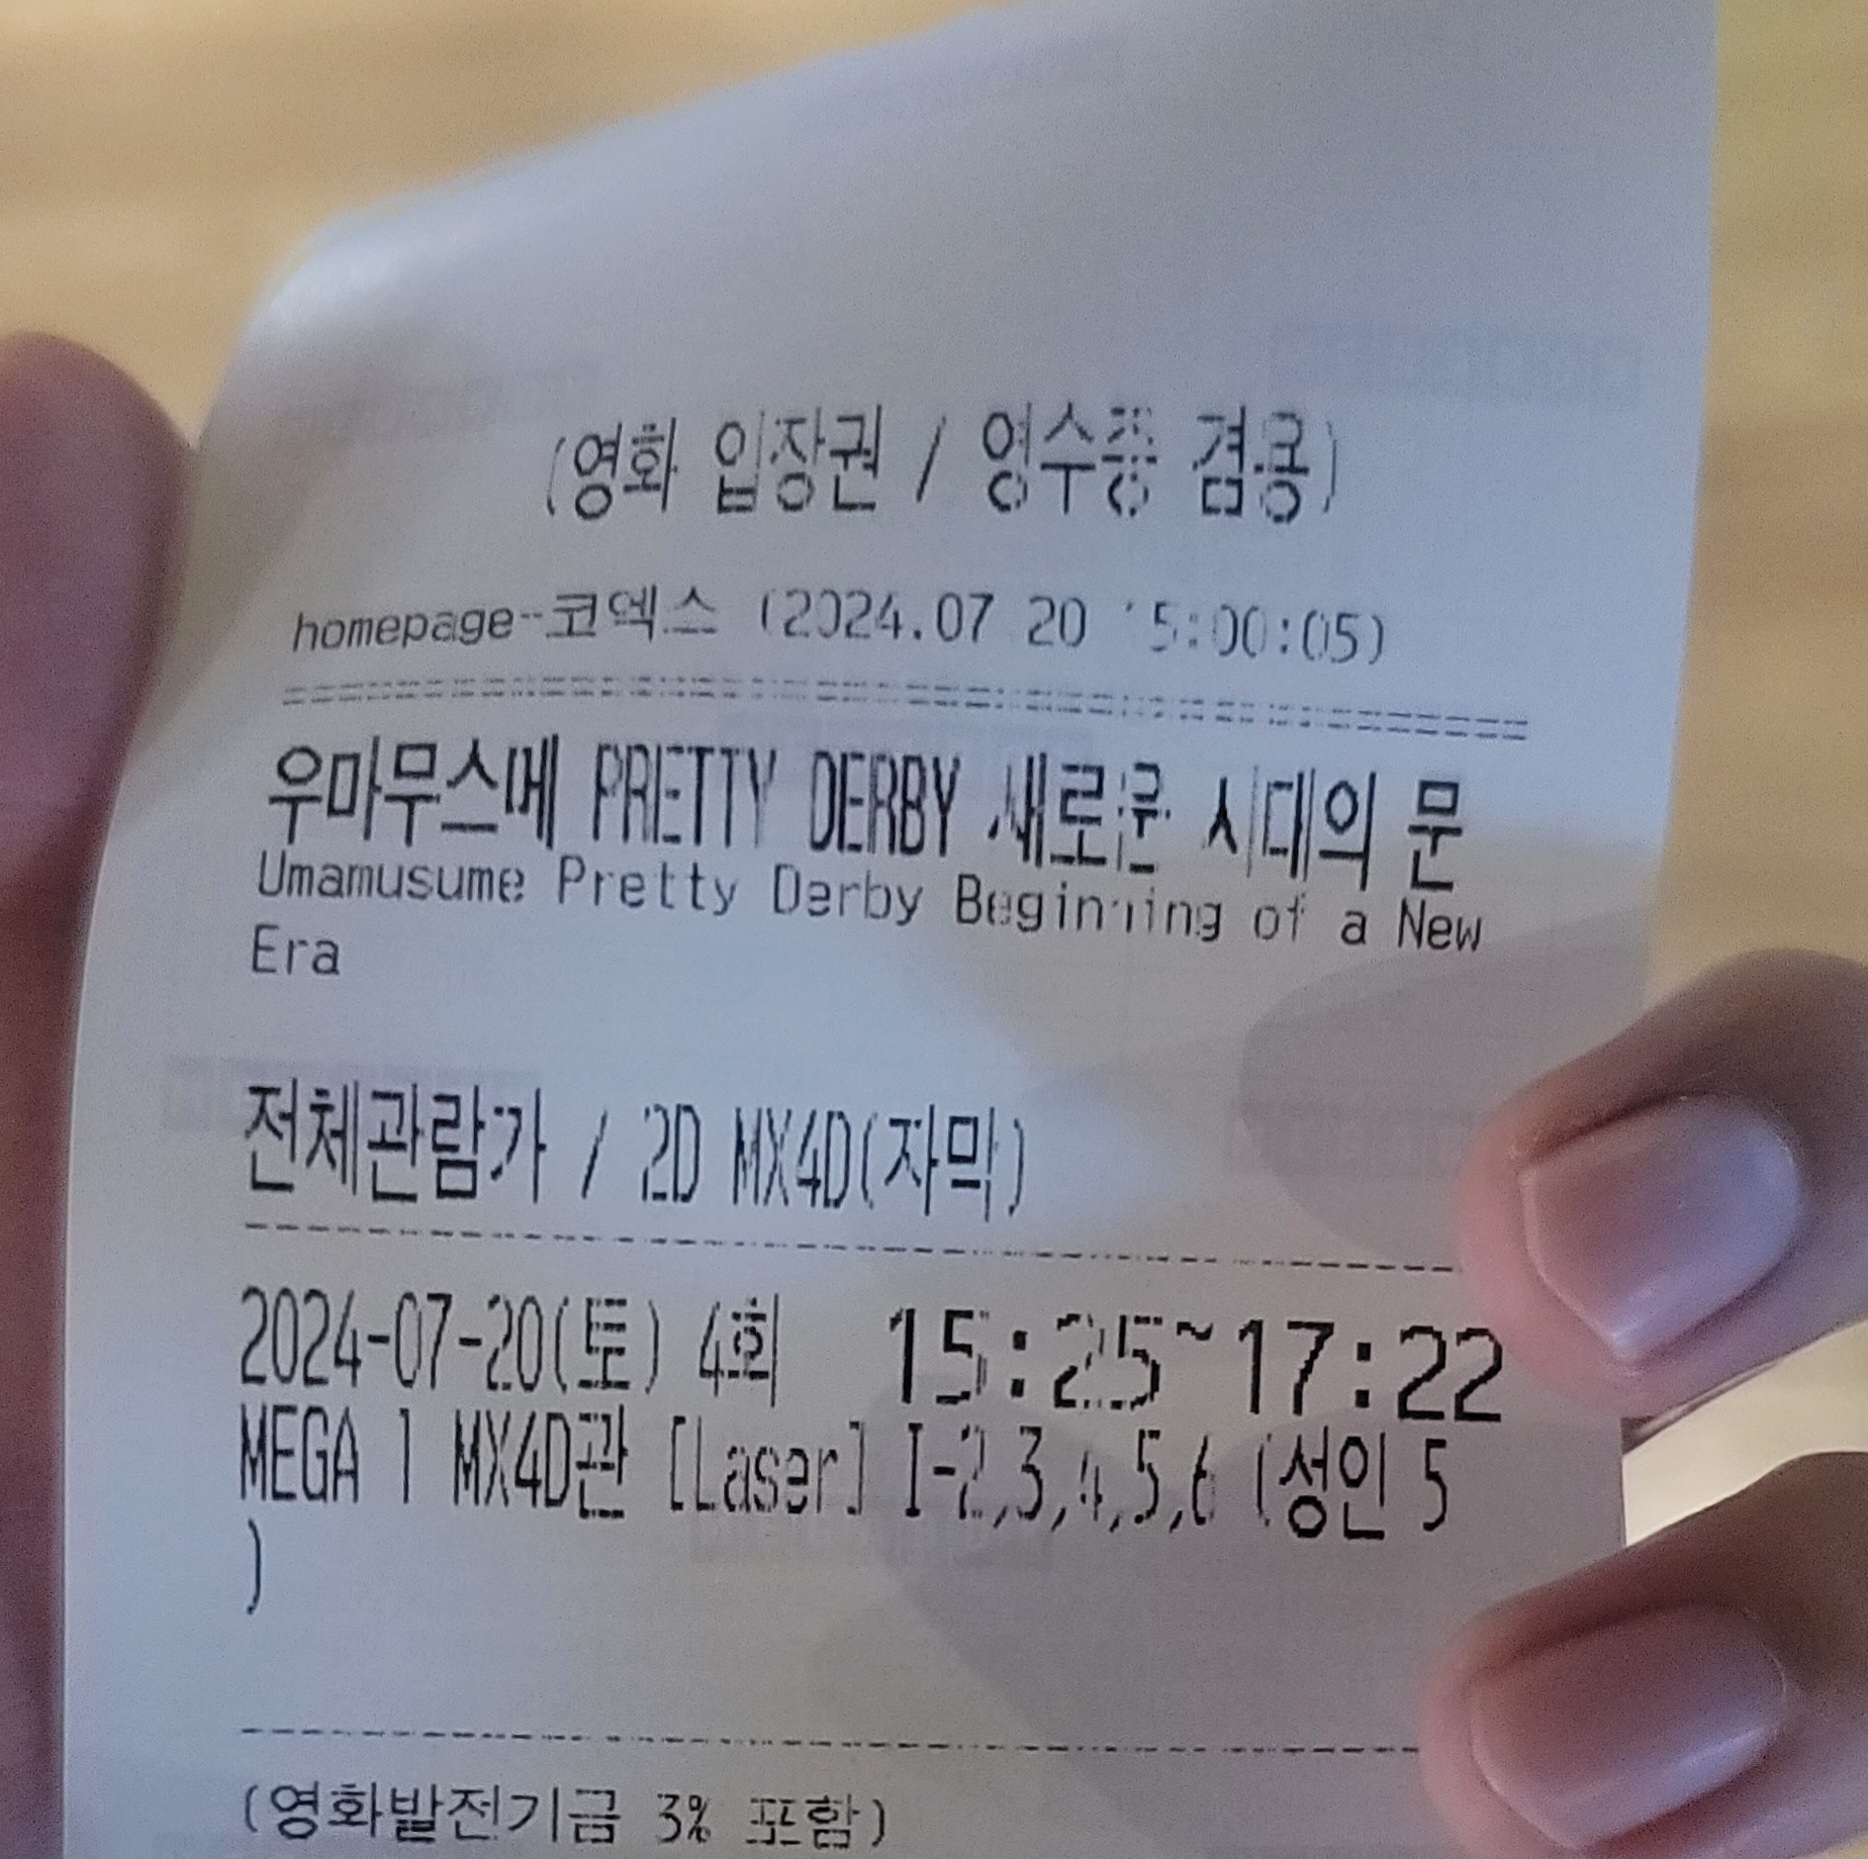 (영화 입장권 / 영수증 겸용)
homepage--코엑스 (2024.07 20 15:00:05)
우마무스메 PRETTY DERBY 새로운 시대의 문
Umamusume Pretty Derby Beginning of a New
Era
전체관람가 / 2D MX4D(자막)
2024-07-20(토) 4회 15:25~17:22
MEGA 1 MX4D관 [Laser] I-2,3,4,5,6 (성인 5
)
(영화발전기금 3% 포함)